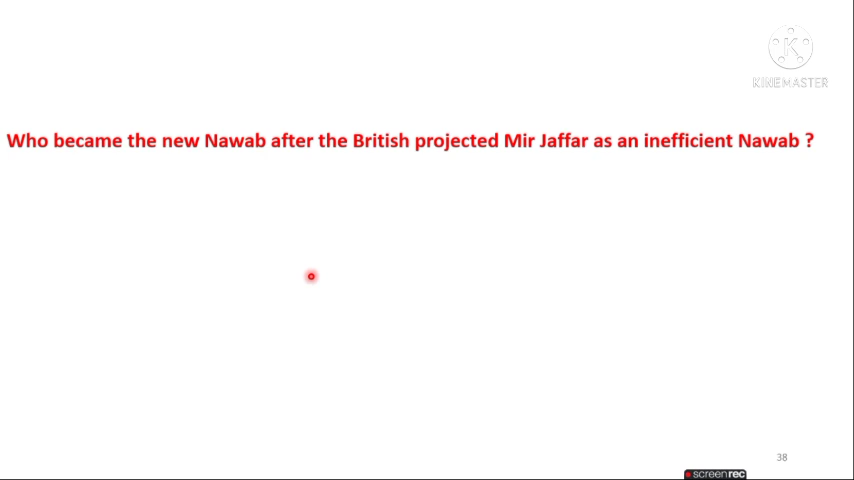 KINEMASTER
Who became the new Nawab after the British projected Mir Jaffar as an inefficient Nawab ?
38
screenrec